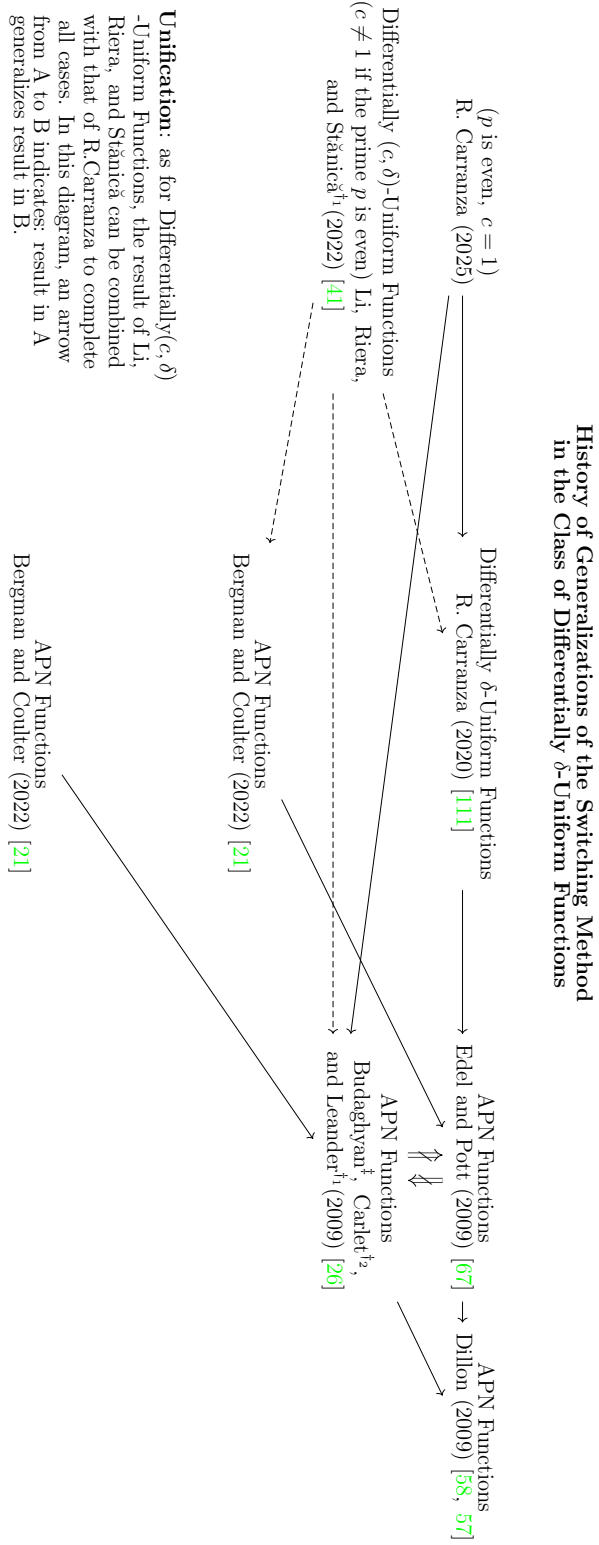 History of Generalizations of the Switching Method
in the Class of Differentially δ-Uniform Functions
(p is even, c = 1)
R. Carranza (2025)
Differentially δ-Uniform Functions
R. Carranza (2020) [111]
APN Functions
Edel and Pott (2009) [67]
APN Functions
Dillon (2009) [58, 57]
Differentially (c, δ)-Uniform Functions
(c ≠ 1 if the prime p is even) Li, Riera,
and Stănică†1(2022) [41]
APN Functions
Budaghyan‡, Carlet†2,
and Leander†1(2009) [26]
APN Functions
Bergman and Coulter (2022) [21]
Unification: as for Differentially(c, δ)
-Uniform Functions, the result of Li,
Riera, and Stănică can be combined
with that of R.Carranza to complete
all cases. In this diagram, an arrow
from A to B indicates: result in A
generalizes result in B.
APN Functions
Bergman and Coulter (2022) [21]